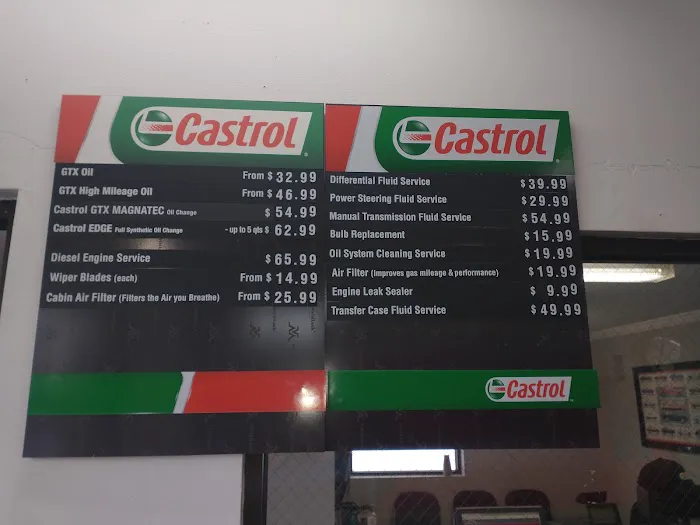 Castrol
GTX Oil From $ 32.99
GTX High Mileage Oil From $ 46.99
Castrol GTX MAGNATEC Oil Change $ 54.99
Castrol EDGE Full Synthetic Oil Change - up to 5 qts $ 62.99
Diesel Engine Service $ 65.99
Wiper Blades (each) From $ 14.99
Cabin Air Filter (Filters the Air you Breathe) From $ 25.99
Castrol
Differential Fluid Service $ 39.99
Power Steering Fluid Service $ 29.99
Manual Transmission Fluid Service $ 54.99
Bulb Replacement $ 15.99
Oil System Cleaning Service $ 19.99
Air Filter (improves gas mileage & performance) $ 19.99
Engine Leak Sealer $ 9.99
Transfer Case Fluid Service $ 49.99
Castrol